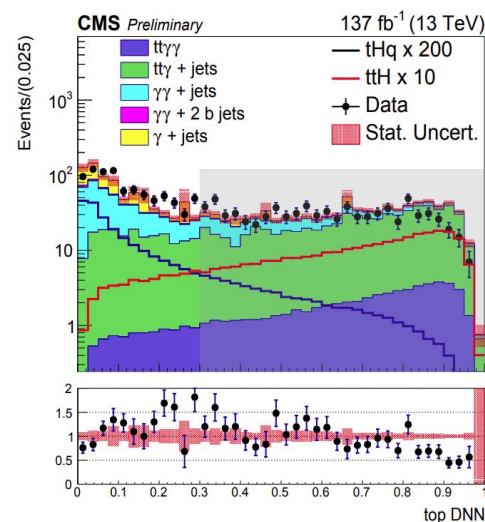 CMS Preliminary 137 fb⁻¹ (13 TeV)
Events/(0.025)
ttγγ
ttγ + jets
γγ + jets
γγ + 2 b jets
γ + jets
tHq x 200
ttH x 10
Data
Stat. Uncert.
10³
10²
10
1
2
1.5
1
0.5
0
0 0.1 0.2 0.3 0.4 0.5 0.6 0.7 0.8 0.9 1
top DNN